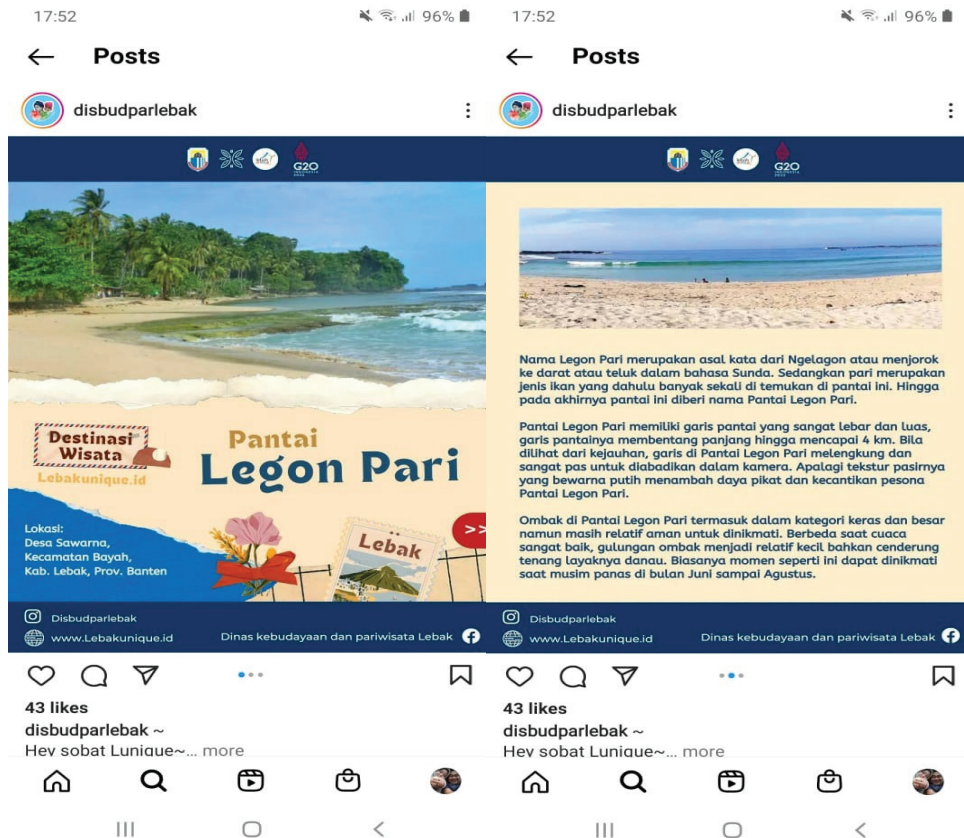 17:52
96%
Posts
disbudparlebak
G20
INDONESIA
2022
Destinasi
Wisata
Lebakunique.id
Pantai
Legon Pari
Lokasi:
Desa Sawarna,
Kecamatan Bayah,
Kab. Lebak, Prov. Banten
Lebak
>>
Disbudparlebak
www.Lebakunique.id
Dinas kebudayaan dan pariwisata Lebak
43 likes
disbudparlebak ~
Hey sobat Lunique~... more
17:52
96%
Posts
disbudparlebak
G20
INDONESIA
2022
Nama Legon Pari merupakan asal kata dari Ngelagon atau menjorok
ke darat atau teluk dalam bahasa Sunda. Sedangkan pari merupakan
jenis ikan yang dahulu banyak sekali di temukan di pantai ini. Hingga
pada akhirnya pantai ini diberi nama Pantai Legon Pari.
Pantai Legon Pari memiliki garis pantai yang sangat lebar dan luas,
garis pantainya membentang panjang hingga mencapai 4 km. Bila
dilihat dari kejauhan, garis di Pantai Legon Pari melengkung dan
sangat pas untuk diabadikan dalam kamera. Apalagi tekstur pasirnya
yang bewarna putih menambah daya pikat dan kecantikan pesona
Pantai Legon Pari.
Ombak di Pantai Legon Pari termasuk dalam kategori keras dan besar
namun masih relatif aman untuk dinikmati. Berbeda saat cuaca
sangat baik, gulungan ombak menjadi relatif kecil bahkan cenderung
tenang layaknya danau. Biasanya momen seperti ini dapat dinikmati
saat musim panas di bulan Juni sampai Agustus.
Disbudparlebak
www.Lebakunique.id
Dinas kebudayaan dan pariwisata Lebak
43 likes
disbudparlebak ~
Hey sobat Lunique~... more